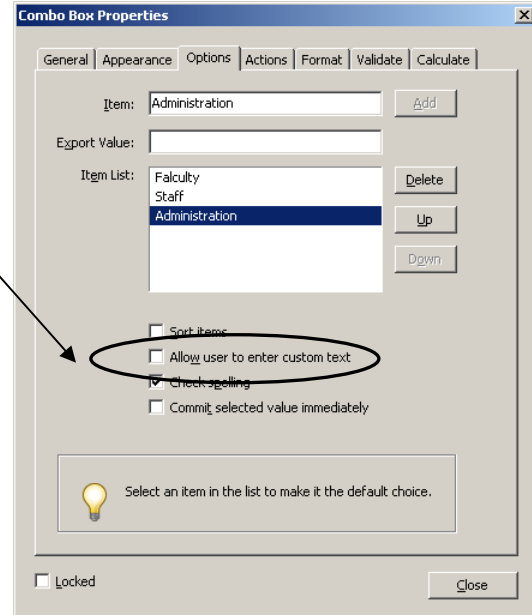 Combo Box Properties
General Appearance Options Actions Format Validate Calculate
Item: Administration Add
Export Value:
Item List: Falculty Delete
Staff
Administration Up
Down
Sort items
Allow user to enter custom text
Check spelling
Commit selected value immediately
Select an item in the list to make it the default choice.
Locked Close